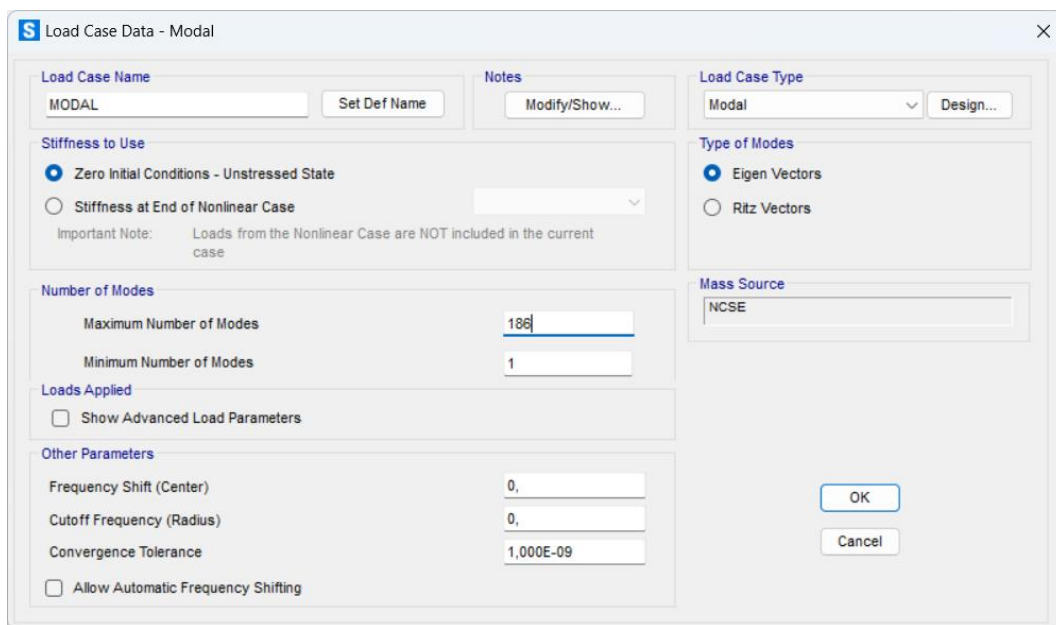 S Load Case Data - Modal
Load Case Name
MODAL
Set Def Name
Notes
Modify/Show...
Load Case Type
Modal
Design...
Stiffness to Use
Zero Initial Conditions - Unstressed State
Stiffness at End of Nonlinear Case
Important Note: Loads from the Nonlinear Case are NOT included in the current
case
Type of Modes
Eigen Vectors
Ritz Vectors
Number of Modes
Maximum Number of Modes 186
Minimum Number of Modes 1
Mass Source
NCSE
Loads Applied
Show Advanced Load Parameters
Other Parameters
Frequency Shift (Center) 0,
Cutoff Frequency (Radius) 0,
Convergence Tolerance 1,000E-09
Allow Automatic Frequency Shifting
OK
Cancel